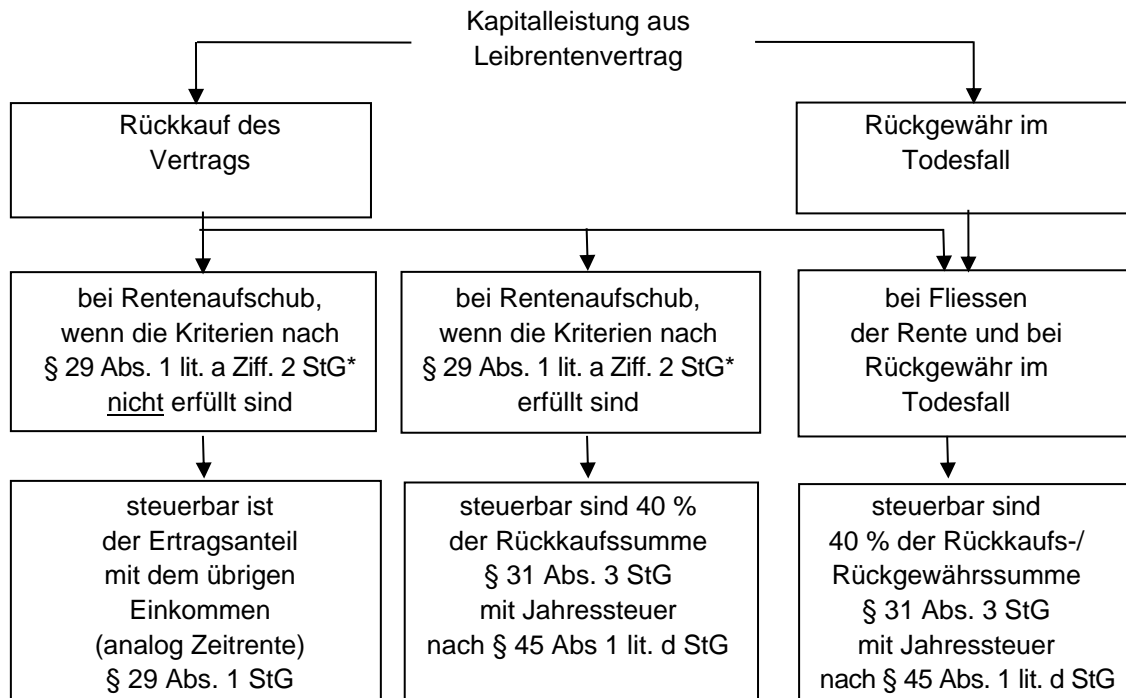 Kapitalleistung aus
Leibrentenvertrag
Rückkauf des
Vertrags
Rückgewähr im
Todesfall
bei Rentenaufschub,
wenn die Kriterien nach
§ 29 Abs. 1 lit. a Ziff. 2 StG*
nicht erfüllt sind
bei Rentenaufschub,
wenn die Kriterien nach
§ 29 Abs. 1 lit. a Ziff. 2 StG*
erfüllt sind
bei Fliessen
der Rente und bei
Rückgewähr im
Todesfall
steuerbar ist
der Ertragsanteil
mit dem übrigen
Einkommen
(analog Zeitrente)
§ 29 Abs. 1 StG
steuerbar sind 40 %
der Rückkaufssumme
§ 31 Abs. 3 StG
mit Jahressteuer
nach § 45 Abs 1 lit. d StG
steuerbar sind
40 % der Rückkaufs-/
Rückgewährssumme
§ 31 Abs. 3 StG
mit Jahressteuer
nach § 45 Abs. 1 lit. d StG